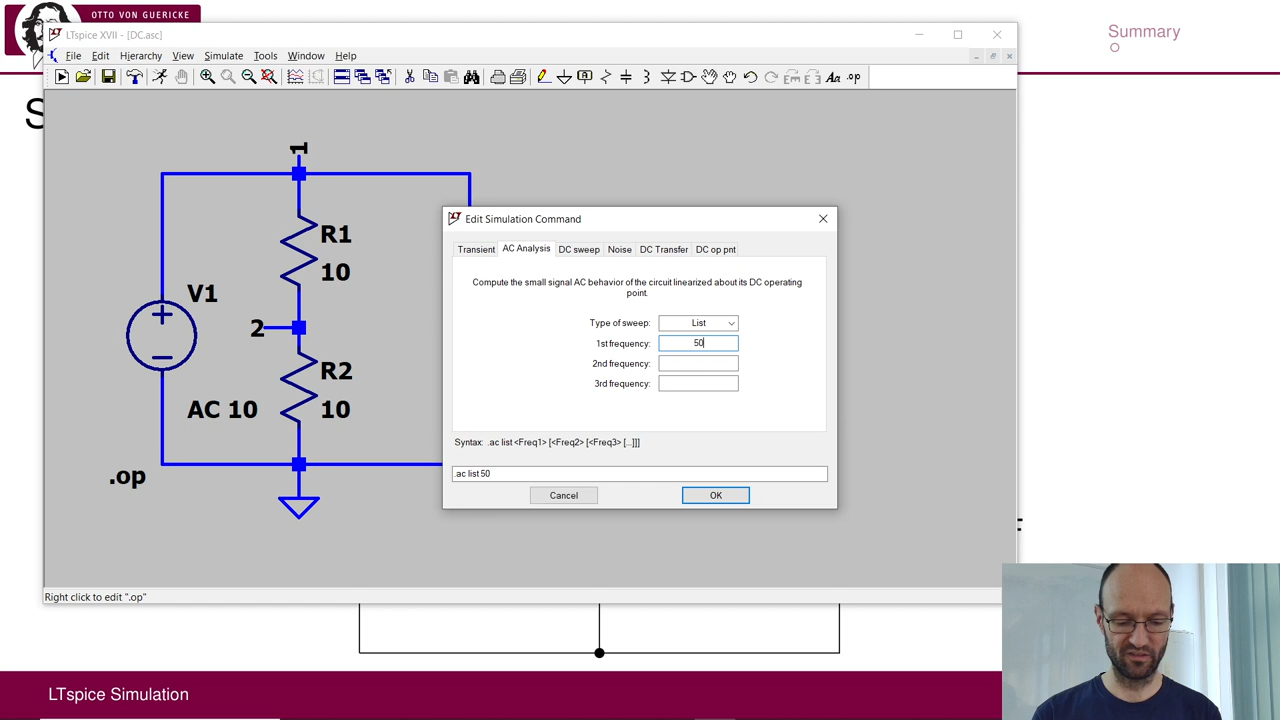 OTTO VON GUERICKE
Summary
LTspice XVII - [DC.asc]
File Edit Hierarchy View Simulate Tools Window Help
Aa .op
S
1
R1
10
V1
2
R2
10
AC 10
.op
Edit Simulation Command
Transient AC Analysis DC sweep Noise DC Transfer DC op pnt
Compute the small signal AC behavior of the circuit linearized about its DC operating
point.
Type of sweep: List
1st frequency: 50
2nd frequency:
3rd frequency:
Syntax: .ac list <Freq1> [<Freq2> [<Freq3> [...]]]
.ac list 50
Cancel OK
Right click to edit ".op"
LTspice Simulation